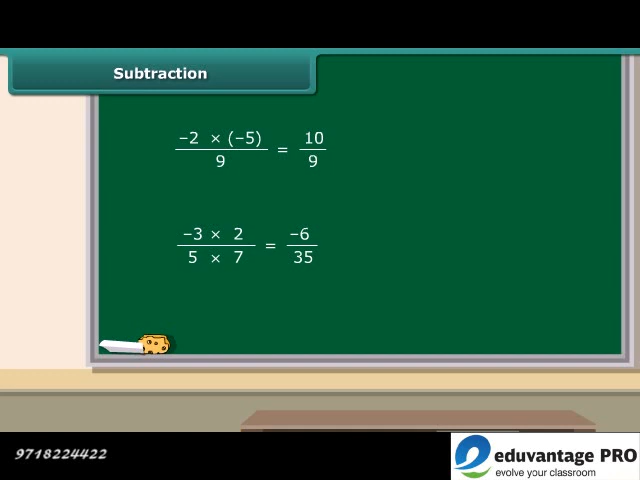 Subtraction
−2 × (−5) / 9 = 10 / 9
−3 × 2 / 5 × 7 = −6 / 35
9718224422
eduvantage PRO
evolve your classroom